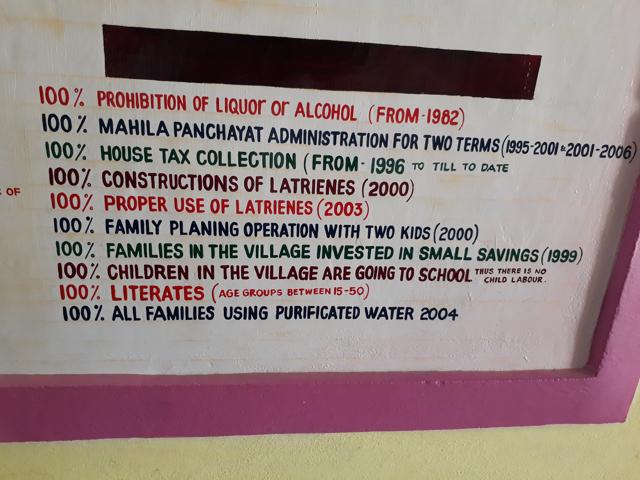 100% PROHIBITION OF LIQUOR OR ALCOHOL (FROM-1982)
100% MAHILA PANCHAYAT ADMINISTRATION FOR TWO TERMS (1995-2001 & 2001-2006)
100% HOUSE TAX COLLECTION (FROM- 1996 TO TILL TO DATE
100% CONSTRUCTIONS OF LATRIENES (2000)
OF 100% PROPER USE OF LATRIENES (2003)
100% FAMILY PLANING OPERATION WITH TWO KIDS (2000)
100% FAMILIES IN THE VILLAGE INVESTED IN SMALL SAVINGS (1999)
100% CHILDREN IN THE VILLAGE ARE GOING TO SCHOOL THUS THERE IS NO CHILD LABOUR.
100% LITERATES (AGE GROUPS BETWEEN 15-50)
100% ALL FAMILIES USING PURIFICATED WATER 2004